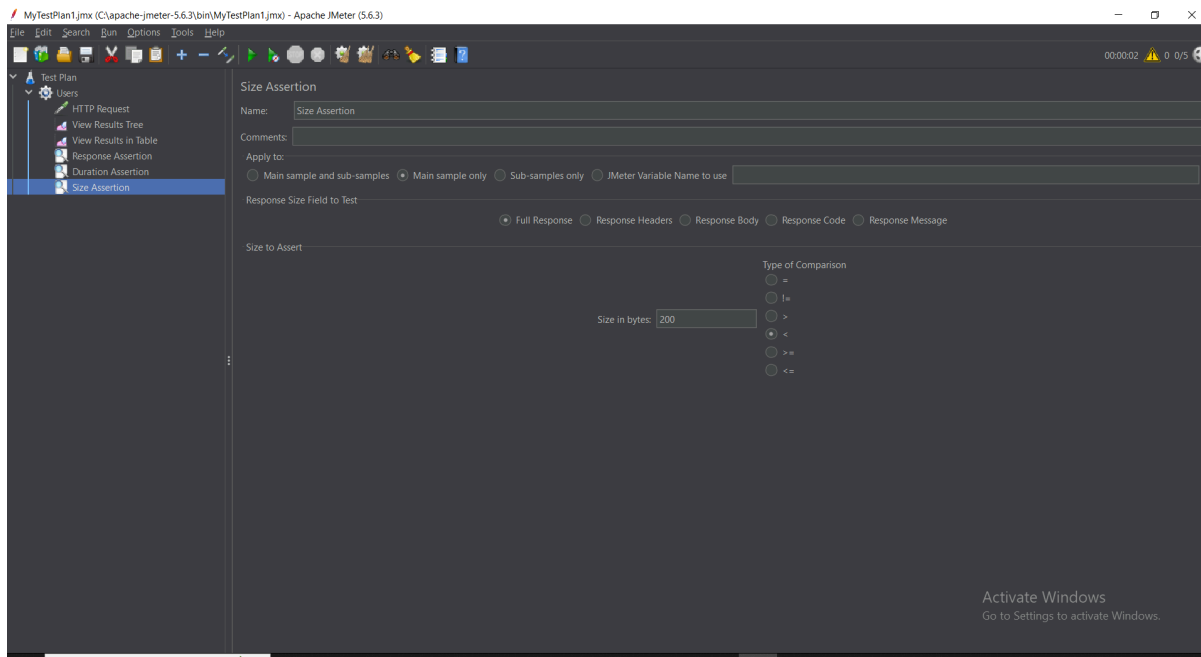 MyTestPlan1.jmx (C:\apache-jmeter-5.6.3\bin\MyTestPlan1.jmx) - Apache JMeter (5.6.3)
File Edit Search Run Options Tools Help
00:00:02 0 0/5
Test Plan
Users
HTTP Request
View Results Tree
View Results in Table
Response Assertion
Duration Assertion
Size Assertion
Size Assertion
Name: Size Assertion
Comments:
Apply to:
Main sample and sub-samples Main sample only Sub-samples only JMeter Variable Name to use
Response Size Field to Test
Full Response Response Headers Response Body Response Code Response Message
Size to Assert
Type of Comparison
=
!=
Size in bytes: 200
>
<
>=
<=
Activate Windows
Go to Settings to activate Windows.